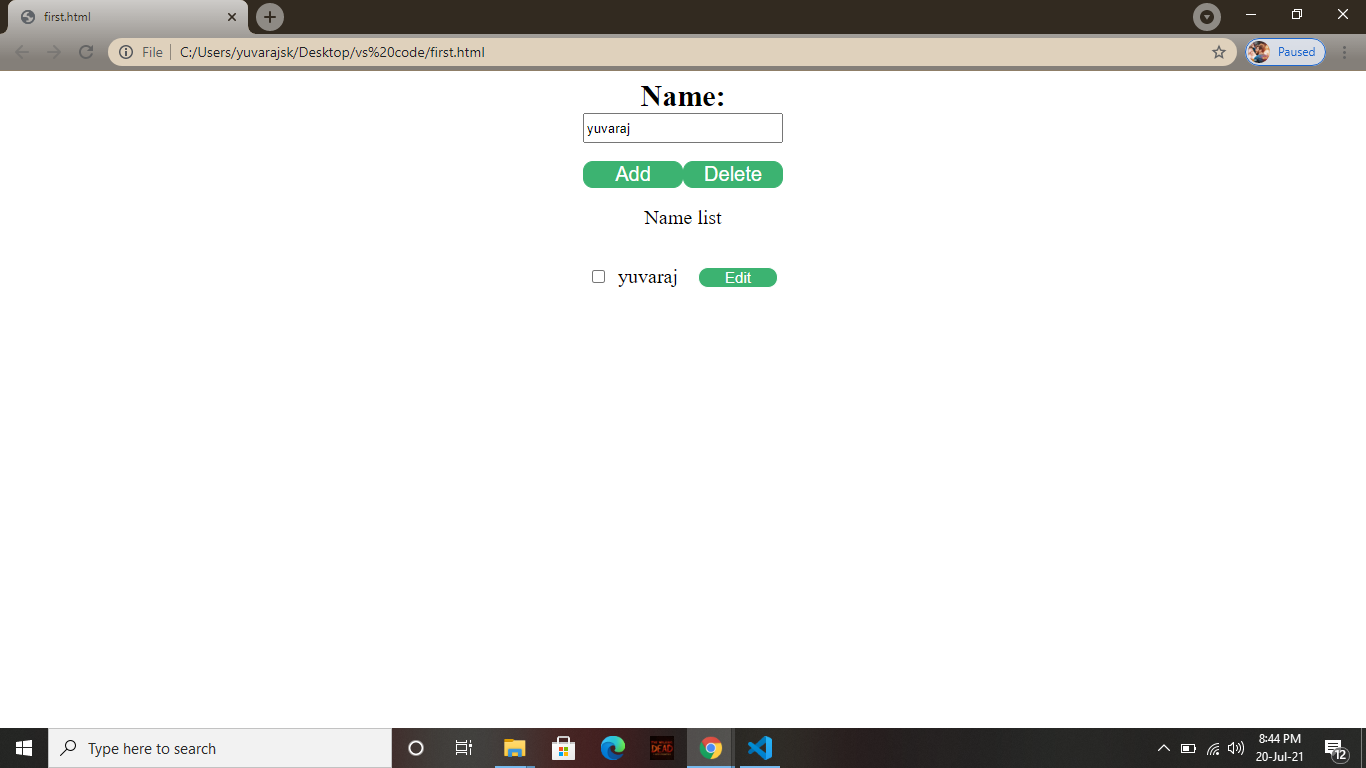 first.html
File
C:/Users/yuvarajsk/Desktop/vs%20code/first.html
Paused
Name:
yuvaraj
Add Delete
Name list
yuvaraj Edit
Type here to search
DEAD
8:44 PM
20-Jul-21
12